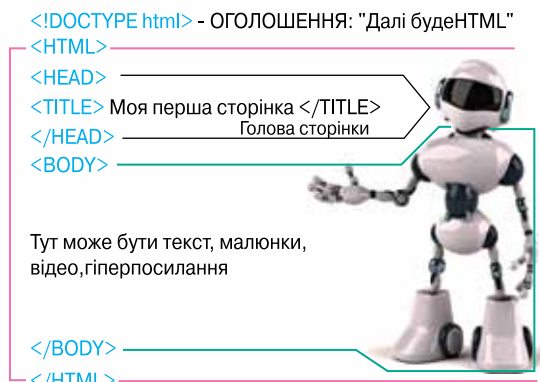 <!DOCTYPE html> - ОГОЛОШЕННЯ: "Далі будеHTML"
<HTML>
<HEAD>
<TITLE> Моя перша сторінка </TITLE>
</HEAD> Голова сторінки
<BODY>
Тут може бути текст, малюнки,
відео,гіперпосилання
</BODY>
</HTML>